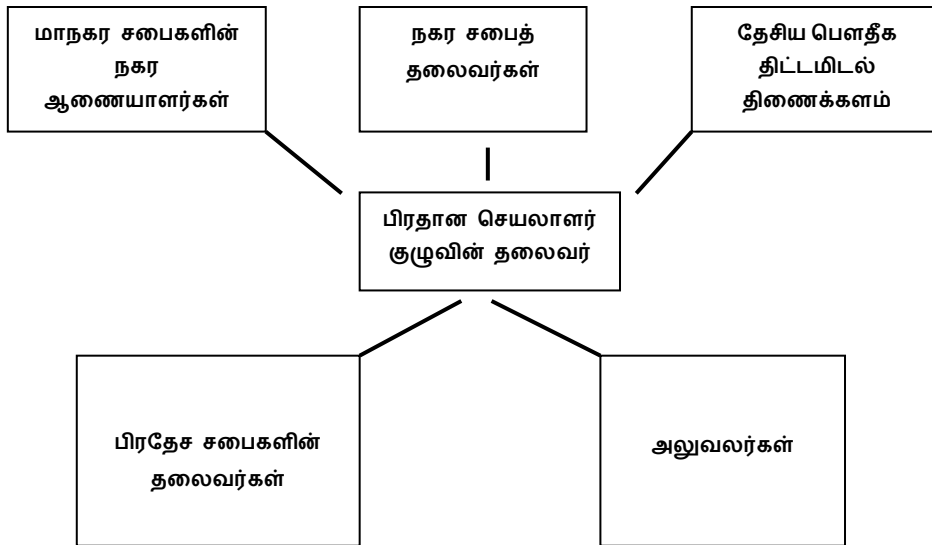 மாநகர சபைகளின்
நகர
ஆணையாளர்கள்
நகர சபைத்
தலைவர்கள்
தேசிய பௌதீக
திட்டமிடல்
திணைக்களம்
பிரதான செயலாளர்
குழுவின் தலைவர்
பிரதேச சபைகளின்
தலைவர்கள்
அலுவலர்கள்